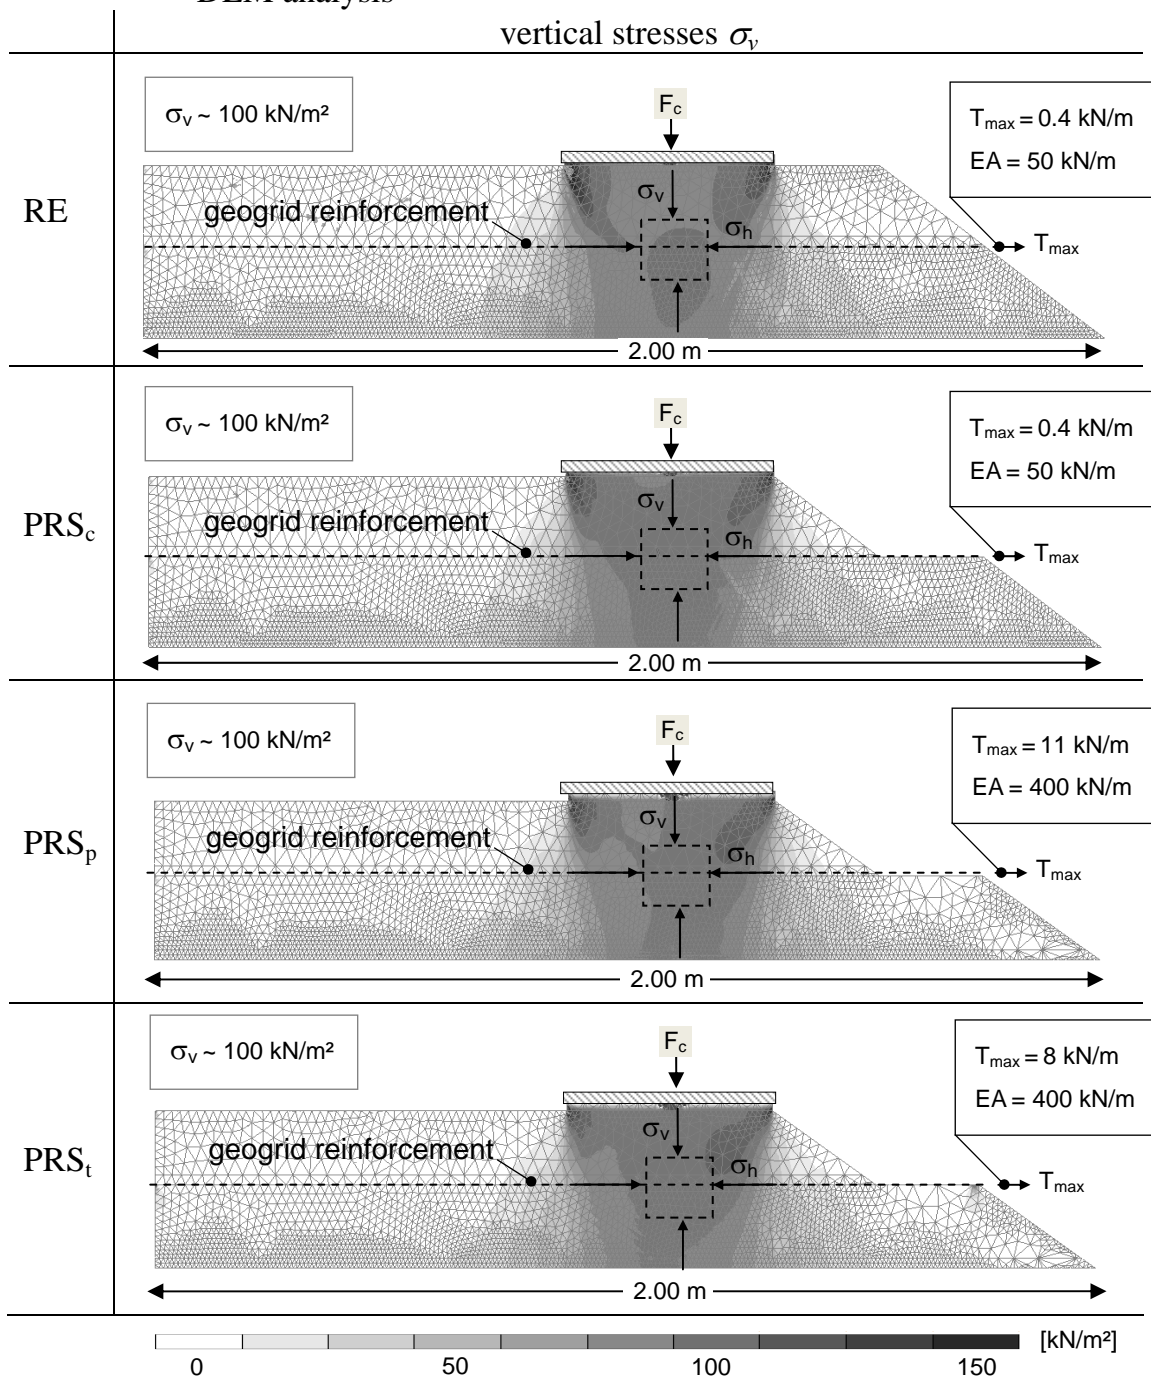 DEM analysis
vertical stresses σv
RE
σv ~ 100 kN/m²
Fc
Tmax = 0.4 kN/m
EA = 50 kN/m
σv
geogrid reinforcement
σh
Tmax
2.00 m
PRSc
σv ~ 100 kN/m²
Fc
Tmax = 0.4 kN/m
EA = 50 kN/m
σv
geogrid reinforcement
σh
Tmax
2.00 m
PRSp
σv ~ 100 kN/m²
Fc
Tmax = 11 kN/m
EA = 400 kN/m
σv
geogrid reinforcement
σh
Tmax
2.00 m
PRSt
σv ~ 100 kN/m²
Fc
Tmax = 8 kN/m
EA = 400 kN/m
σv
geogrid reinforcement
σh
Tmax
2.00 m
[kN/m²]
0 50 100 150